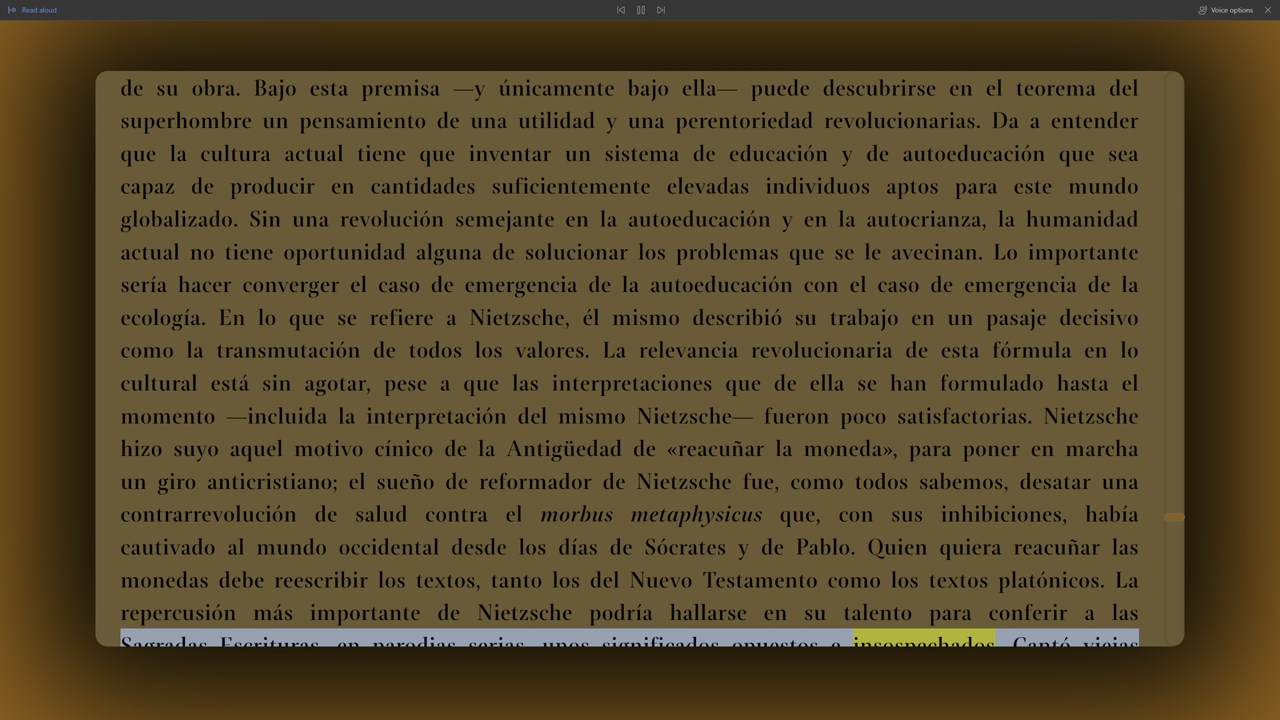 Read aloud
Voice options
de su obra. Bajo esta premisa —y únicamente bajo ella— puede descubrirse en el teorema del
superhombre un pensamiento de una utilidad y una perentoriedad revolucionarias. Da a entender
que la cultura actual tiene que inventar un sistema de educación y de autoeducación que sea
capaz de producir en cantidades suficientemente elevadas individuos aptos para este mundo
globalizado. Sin una revolución semejante en la autoeducación y en la autocrianza, la humanidad
actual no tiene oportunidad alguna de solucionar los problemas que se le avecinan. Lo importante
sería hacer converger el caso de emergencia de la autoeducación con el caso de emergencia de la
ecología. En lo que se refiere a Nietzsche, él mismo describió su trabajo en un pasaje decisivo
como la transmutación de todos los valores. La relevancia revolucionaria de esta fórmula en lo
cultural está sin agotar, pese a que las interpretaciones que de ella se han formulado hasta el
momento —incluida la interpretación del mismo Nietzsche— fueron poco satisfactorias. Nietzsche
hizo suyo aquel motivo cínico de la Antigüedad de «reacuñar la moneda», para poner en marcha
un giro anticristiano; el sueño de reformador de Nietzsche fue, como todos sabemos, desatar una
contrarrevolución de salud contra el morbus metaphysicus que, con sus inhibiciones, había
cautivado al mundo occidental desde los días de Sócrates y de Pablo. Quien quiera reacuñar las
monedas debe reescribir los textos, tanto los del Nuevo Testamento como los textos platónicos. La
repercusión más importante de Nietzsche podría hallarse en su talento para conferir a las
Sagradas Escrituras, en parodias serias, unos significados opuestos e insospechados. Cantó viejas